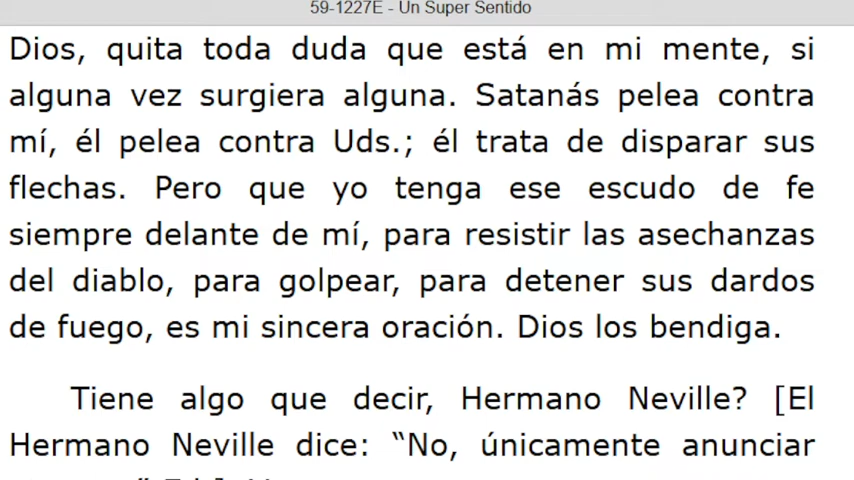 59-1227E - Un Super Sentido
Dios, quita toda duda que está en mi mente, si
alguna vez surgiera alguna. Satanás pelea contra
mí, él pelea contra Uds.; él trata de disparar sus
flechas. Pero que yo tenga ese escudo de fe
siempre delante de mí, para resistir las asechanzas
del diablo, para golpear, para detener sus dardos
de fuego, es mi sincera oración. Dios los bendiga.
Tiene algo que decir, Hermano Neville? [El
Hermano Neville dice: “No, únicamente anunciar